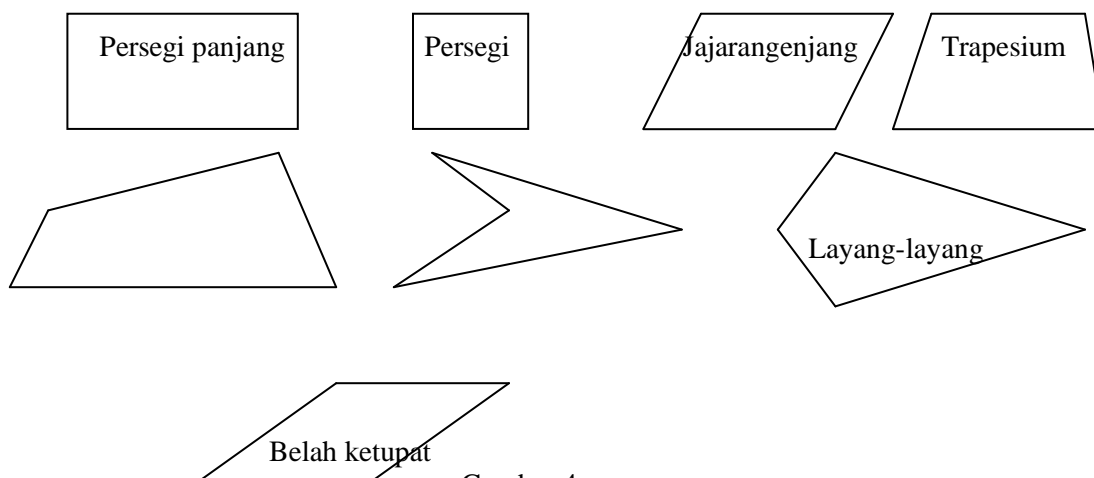 Persegi panjang
Persegi
Jajarangenjang
Trapesium
Layang-layang
Belah ketupat